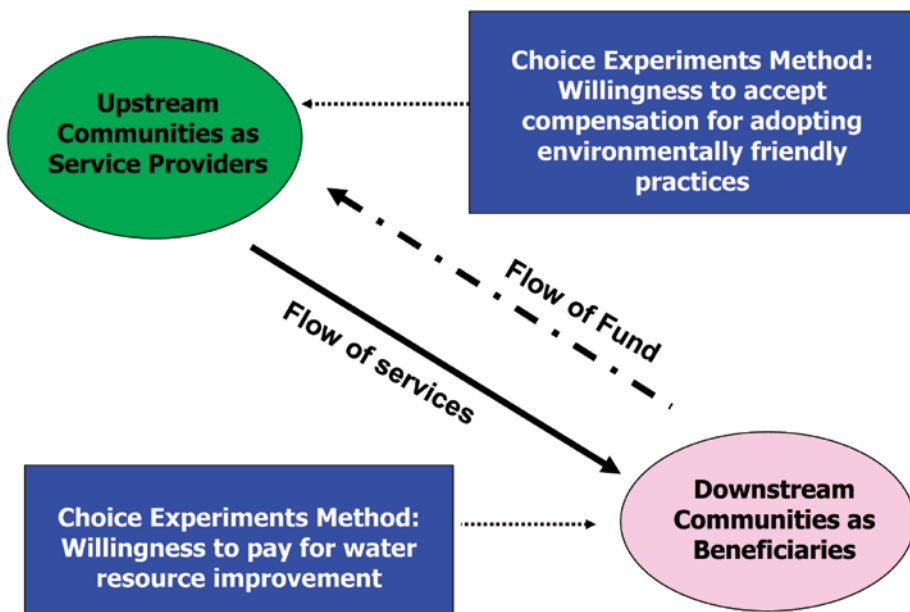 Upstream
Communities as
Service Providers
Choice Experiments Method:
Willingness to accept
compensation for adopting
environmentally friendly
practices
Flow of Fund
Flow of services
Choice Experiments Method:
Willingness to pay for water
resource improvement
Downstream
Communities as
Beneficiaries